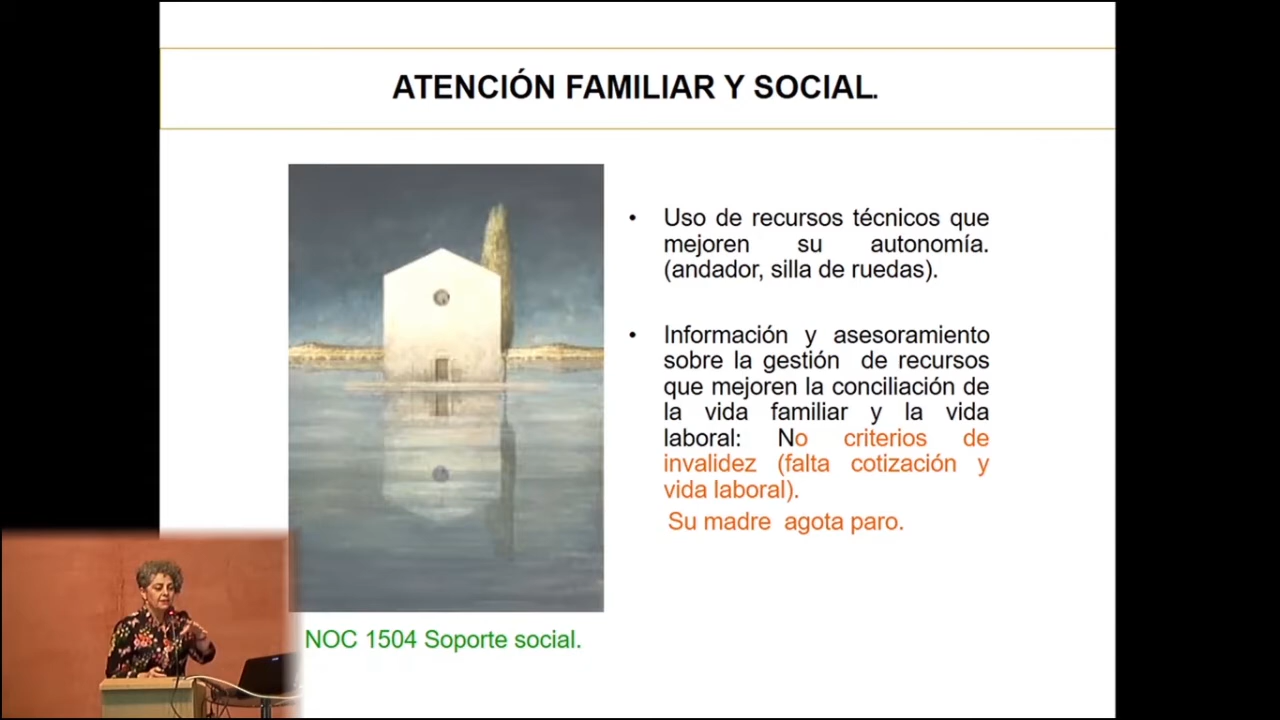 ATENCIÓN FAMILIAR Y SOCIAL.
• Uso de recursos técnicos que
mejoren su autonomía.
(andador, silla de ruedas).
• Información y asesoramiento
sobre la gestión de recursos
que mejoren la conciliación de
la vida familiar y la vida
laboral: No criterios de
invalidez (falta cotización y
vida laboral).
Su madre agota paro.
NOC 1504 Soporte social.